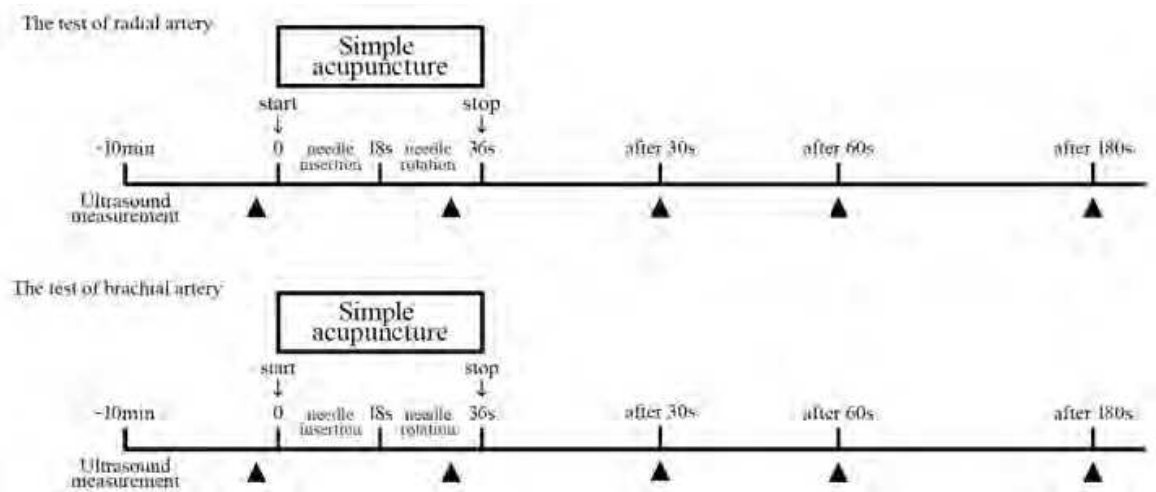 The test of radial artery
Simple
acupuncture
start stop
↓ ↓
-10min 0 needle 18s needle 36s after 30s after 60s after 180s
insertion rotation
Ultrasound
measurement
The test of brachial artery
Simple
acupuncture
start stop
↓ ↓
-10min 0 needle 18s needle 36s after 30s after 60s after 180s
insertion rotation
Ultrasound
measurement